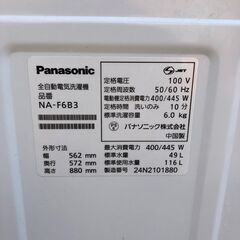 Panasonic
全自動電気洗濯機
品番
NA-F6B3
外形寸法
幅 562 mm
奥行 572 mm
高さ 880 mm
JET
定格電圧 100 V
定格周波数 50/60 Hz
電動機定格消費電力 400/445 W
定格時間 洗いのみ 10 分
標準洗濯容量 6.0 kg
パナソニック株式会社
中国製
最大消費電力 400/445 W
標準水量 49 L
標準使用水量 116 L
製造番号 24N2101880